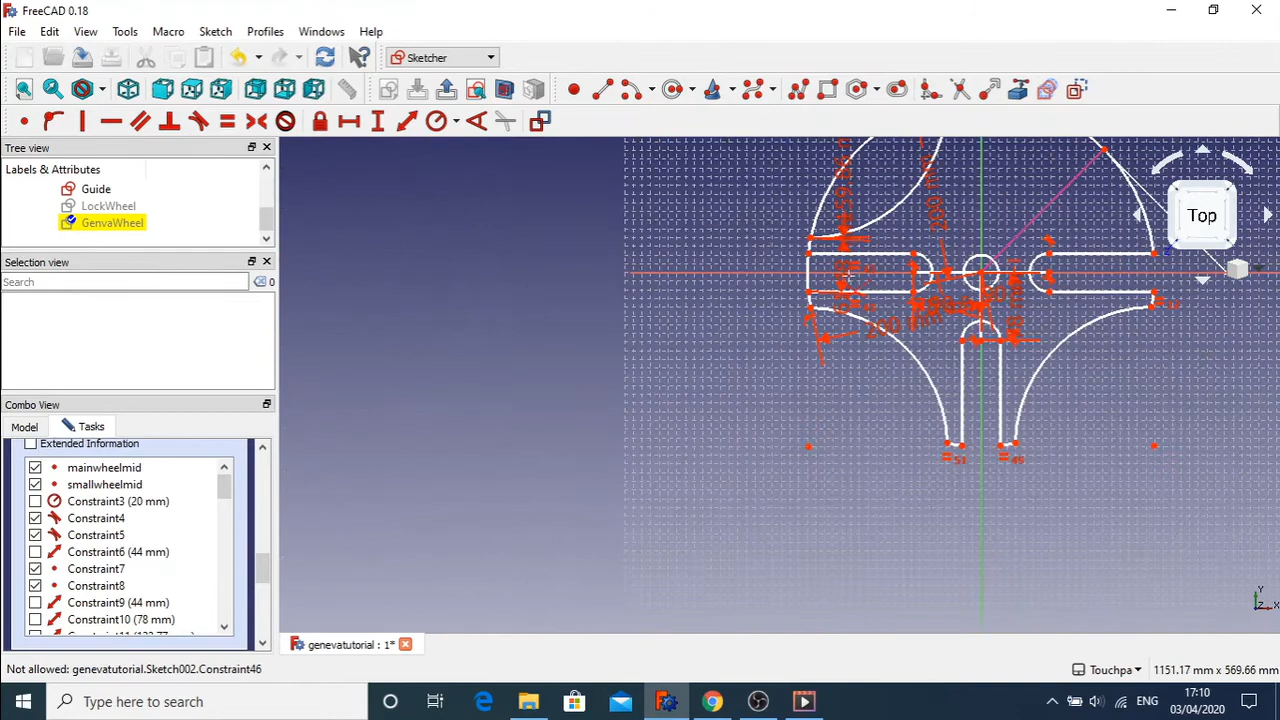 FreeCAD 0.18
File Edit View Tools Macro Sketch Profiles Windows Help
Sketcher
Tree view
Labels & Attributes
Guide
LockWheel
GenvaWheel
Selection view
Search
0
Combo View
Model Tasks
Extended Information
mainwheelmid
smallwheelmid
Constraint3 (20 mm)
Constraint4
Constraint5
Constraint6 (44 mm)
Constraint7
Constraint8
Constraint9 (44 mm)
Constraint10 (78 mm)
Top
200
51
49
Y
Z X
genevatutorial : 1*
Not allowed: genevatutorial.Sketch002.Constraint46
Touchpa
1151.17 mm x 569.66 mm
Type here to search
ENG
17:10
03/04/2020